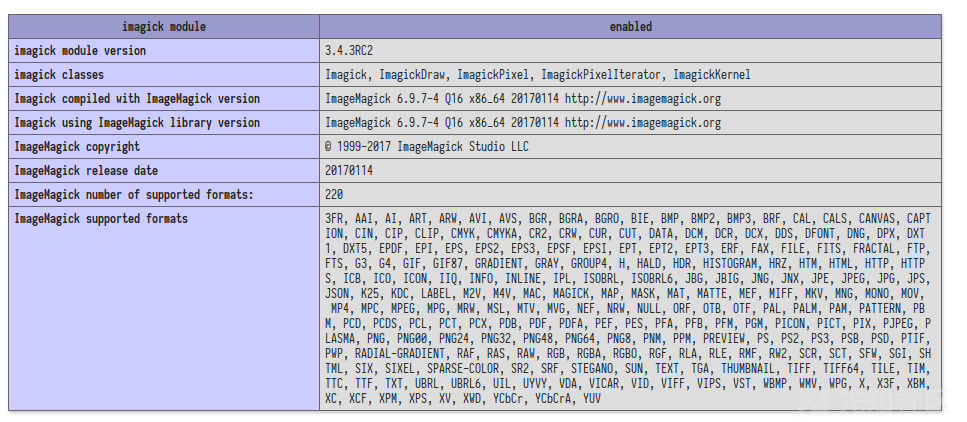 imagick module enabled
imagick module version 3.4.3RC2
imagick classes Imagick, ImagickDraw, ImagickPixel, ImagickPixelIterator, ImagickKernel
Imagick compiled with ImageMagick version ImageMagick 6.9.7-4 Q16 x86_64 20170114 http://www.imagemagick.org
Imagick using ImageMagick library version ImageMagick 6.9.7-4 Q16 x86_64 20170114 http://www.imagemagick.org
ImageMagick copyright © 1999-2017 ImageMagick Studio LLC
ImageMagick release date 20170114
ImageMagick number of supported formats: 220
ImageMagick supported formats 3FR, AAI, AI, ART, ARW, AVI, AVS, BGR, BGRA, BGRO, BIE, BMP, BMP2, BMP3, BRF, CAL, CALS, CANVAS, CAPT
ION, CIN, CIP, CLIP, CMYK, CMYKA, CR2, CRW, CUR, CUT, DATA, DCM, DCR, DCX, DDS, DFONT, DNG, DPX, DXT
1, DXT5, EPDF, EPI, EPS, EPS2, EPS3, EPSF, EPSI, EPT, EPT2, EPT3, ERF, FAX, FILE, FITS, FRACTAL, FTP,
FTS, G3, G4, GIF, GIF87, GRADIENT, GRAY, GROUP4, H, HALD, HDR, HISTOGRAM, HRZ, HTM, HTML, HTTP, HTTP
S, ICB, ICO, ICON, IIQ, INFO, INLINE, IPL, ISOBRL, ISOBRL6, JBG, JBIG, JNG, JNX, JPE, JPEG, JPG, JPS,
JSON, K25, KDC, LABEL, M2V, M4V, MAC, MAGICK, MAP, MASK, MAT, MATTE, MEF, MIFF, MKV, MNG, MONO, MOV,
MP4, MPC, MPEG, MPG, MRW, MSL, MTV, MVG, NEF, NRW, NULL, ORF, OTB, OTF, PAL, PALM, PAM, PATTERN, PB
M, PCD, PCDS, PCL, PCT, PCX, PDB, PDF, PDFA, PEF, PES, PFA, PFB, PFM, PGM, PICON, PICT, PIX, PJPEG, P
LASMA, PNG, PNG00, PNG24, PNG32, PNG48, PNG64, PNG8, PNM, PPM, PREVIEW, PS, PS2, PS3, PSB, PSD, PTIF,
PWP, RADIAL-GRADIENT, RAF, RAS, RAW, RGB, RGBA, RGBO, RGF, RLA, RLE, RMF, RW2, SCR, SCT, SFW, SGI, SH
TML, SIX, SIXEL, SPARSE-COLOR, SR2, SRF, STEGANO, SUN, TEXT, TGA, THUMBNAIL, TIFF, TIFF64, TILE, TIM,
TTC, TTF, TXT, UBRL, UBRL6, UIL, UYVY, VDA, VICAR, VID, VIFF, VIPS, VST, WBMP, WMV, WPG, X, X3F, XBM,
XC, XCF, XPM, XPS, XV, XWD, YCbCr, YCbCrA, YUV